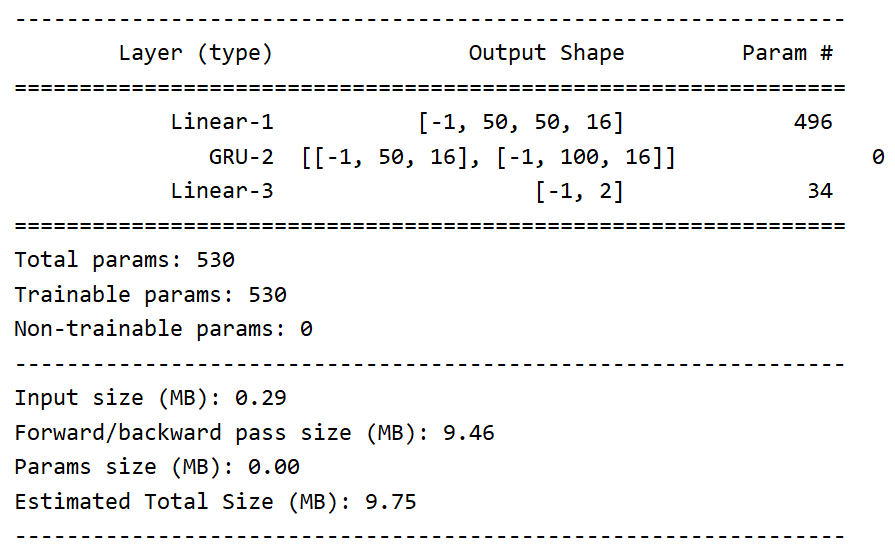 ----------------------------------------------------------------
        Layer (type)               Output Shape         Param #
================================================================
            Linear-1           [-1, 50, 50, 16]             496
               GRU-2  [[-1, 50, 16], [-1, 100, 16]]               0
            Linear-3                    [-1, 2]              34
================================================================
Total params: 530
Trainable params: 530
Non-trainable params: 0
----------------------------------------------------------------
Input size (MB): 0.29
Forward/backward pass size (MB): 9.46
Params size (MB): 0.00
Estimated Total Size (MB): 9.75
----------------------------------------------------------------